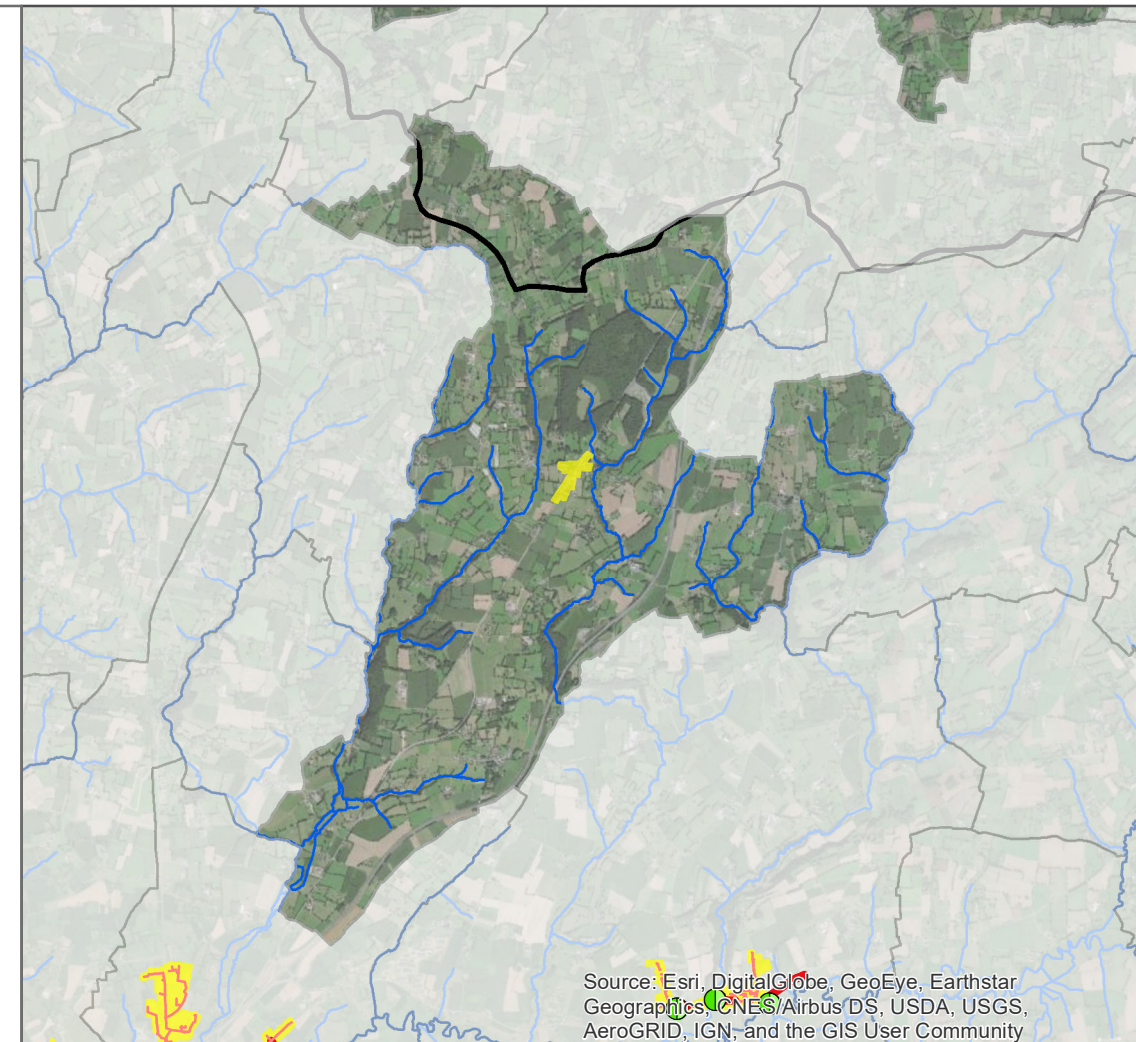 Source: Esri, DigitalGlobe, GeoEye, Earthstar
Geographics, CNES/Airbus DS, USDA, USGS,
AeroGRID, IGN, and the GIS User Community